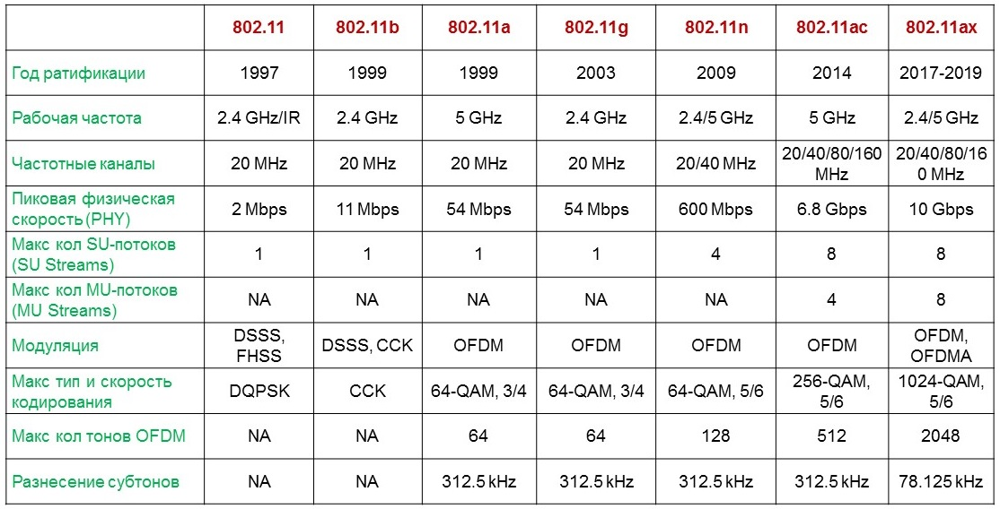 802.11 802.11b 802.11a 802.11g 802.11n 802.11ac 802.11ax
Год ратификации 1997 1999 1999 2003 2009 2014 2017-2019
Рабочая частота 2.4 GHz/IR 2.4 GHz 5 GHz 2.4 GHz 2.4/5 GHz 5 GHz 2.4/5 GHz
Частотные каналы 20 MHz 20 MHz 20 MHz 20 MHz 20/40 MHz 20/40/80/160 20/40/80/16
MHz 0 MHz
Пиковая физическая
скорость (PHY) 2 Mbps 11 Mbps 54 Mbps 54 Mbps 600 Mbps 6.8 Gbps 10 Gbps
Макс кол SU-потоков
(SU Streams) 1 1 1 1 4 8 8
Макс кол MU-потоков
(MU Streams) NA NA NA NA NA 4 8
Модуляция DSSS, DSSS, CCK OFDM OFDM OFDM OFDM OFDM,
FHSS OFDMA
Макс тип и скорость DQPSK CCK 64-QAM, 3/4 64-QAM, 3/4 64-QAM, 5/6 256-QAM, 1024-QAM,
кодирования 5/6 5/6
Макс кол тонов OFDM NA NA 64 64 128 512 2048
Разнесение субтонов NA NA 312.5 kHz 312.5 kHz 312.5 kHz 312.5 kHz 78.125 kHz